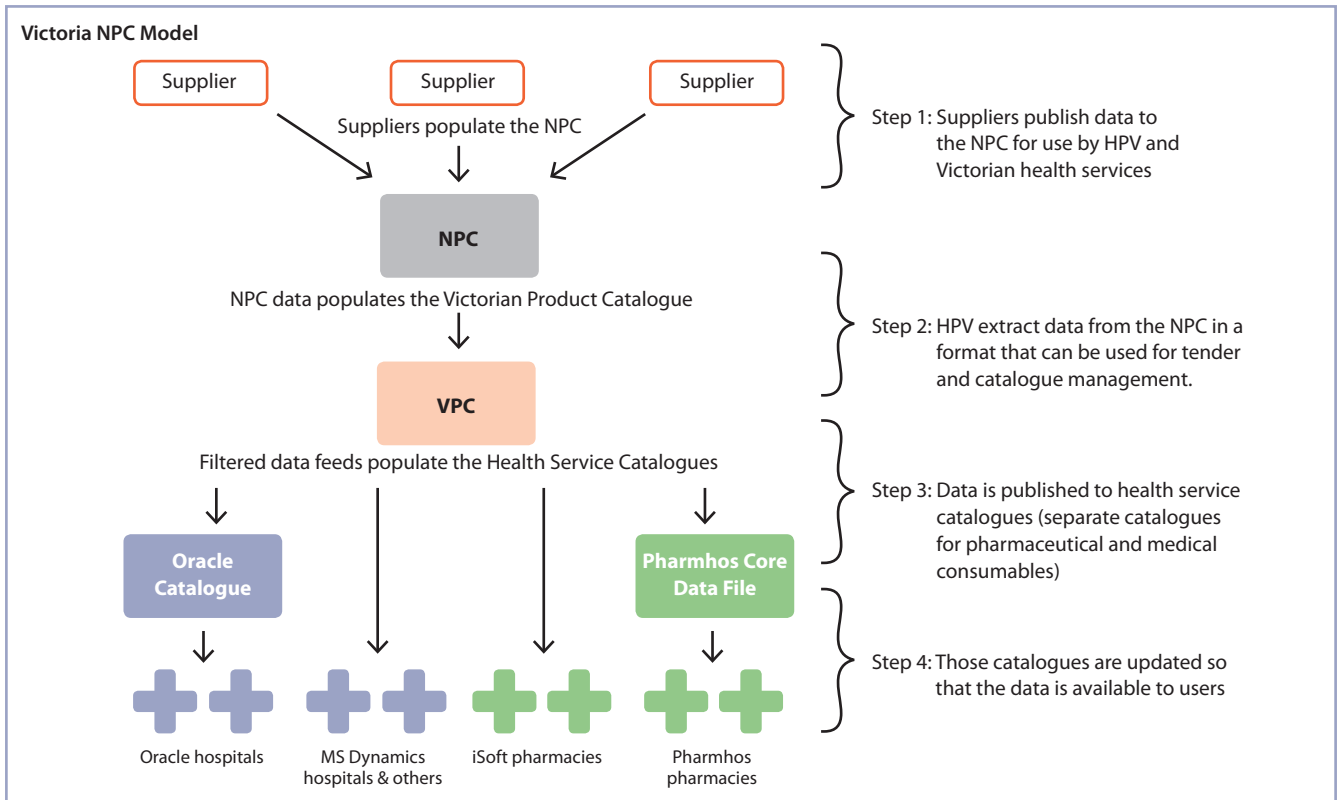 Victoria NPC Model
Supplier
Supplier
Supplier
Suppliers populate the NPC
Step 1: Suppliers publish data to
the NPC for use by HPV and
Victorian health services
NPC
NPC data populates the Victorian Product Catalogue
Step 2: HPV extract data from the NPC in a
format that can be used for tender
and catalogue management.
VPC
Filtered data feeds populate the Health Service Catalogues
Step 3: Data is published to health service
catalogues (separate catalogues
for pharmaceutical and medical
consumables)
Oracle
Catalogue
Pharmhos Core
Data File
Step 4: Those catalogues are updated so
that the data is available to users
Oracle hospitals
MS Dynamics
hospitals & others
iSoft pharmacies
Pharmhos
pharmacies